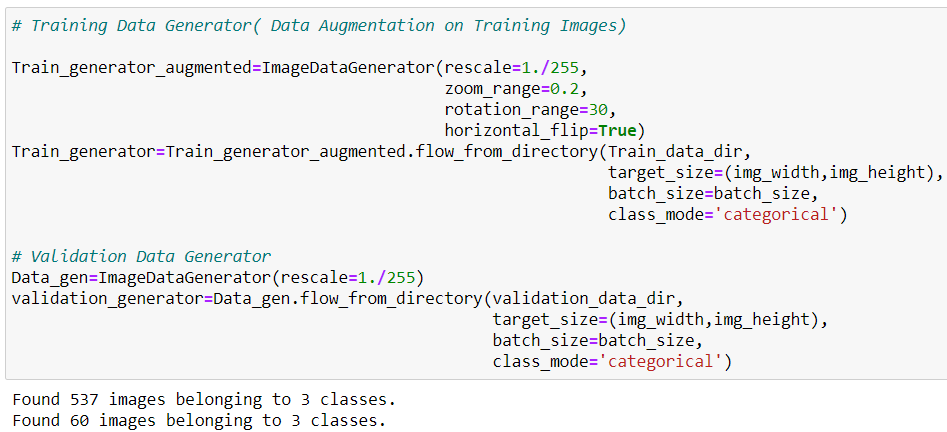 # Training Data Generator( Data Augmentation on Training Images)
Train_generator_augmented=ImageDataGenerator(rescale=1./255,
zoom_range=0.2,
rotation_range=30,
horizontal_flip=True)
Train_generator=Train_generator_augmented.flow_from_directory(Train_data_dir,
target_size=(img_width,img_height),
batch_size=batch_size,
class_mode='categorical')
# Validation Data Generator
Data_gen=ImageDataGenerator(rescale=1./255)
validation_generator=Data_gen.flow_from_directory(validation_data_dir,
target_size=(img_width,img_height),
batch_size=batch_size,
class_mode='categorical')
Found 537 images belonging to 3 classes.
Found 60 images belonging to 3 classes.